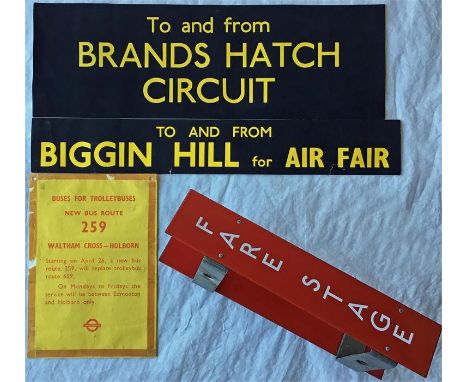 To and from
BRANDS HATCH
CIRCUIT
TO AND FROM
BIGGIN HILL for AIR FAIR
BUSES FOR TROLLEYBUSES
NEW BUS ROUTE
259
WALTHAM CROSS—HOLBORN
Starting on April 26, a new bus
route, 259, will replace trolleybus
route 659.
On Mondays to Fridays the
service will be between Edmonton
and Holborn only.
FARE STAGE